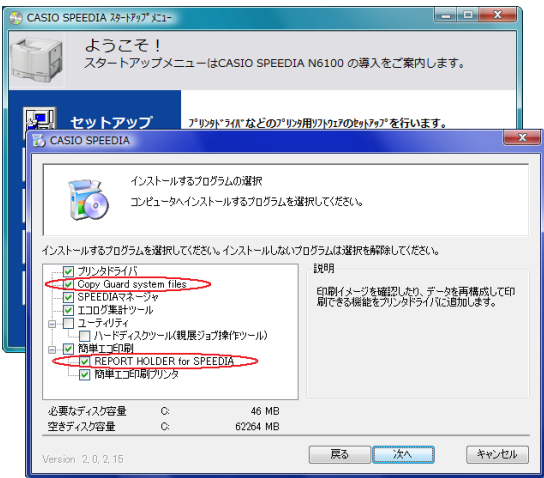 CASIO SPEEDIA ｽﾀｰﾄｱｯﾌﾟﾒﾆｭｰ
ようこそ！
スタートアップメニューはCASIO SPEEDIA N6100 の導入をご案内します。
セットアップ
ﾌﾟﾘﾝﾀﾄﾞﾗｲﾊﾞなどのﾌﾟﾘﾝﾀ用ｿﾌﾄｳｪｱのｾｯﾄｱｯﾌﾟを行います。
CASIO SPEEDIA
インストールするプログラムの選択
コンピュータへインストールするプログラムを選択してください。
インストールするプログラムを選択してください。インストールしないプログラムは選択を解除してください。
プリンタドライバ
Copy Guard system files
SPEEDIAマネージャ
エコログ集計ツール
ユーティリティ
ハードディスクツール(親展ジョブ操作ツール)
簡単エコ印刷
REPORT HOLDER for SPEEDIA
簡単エコ印刷プリンタ
説明
印刷イメージを確認したり、データを再構成して印
刷できる機能をプリンタドライバに追加します。
必要なディスク容量 C: 46 MB
空きディスク容量 C: 62264 MB
Version 2, 0, 2, 15
戻る 次へ キャンセル